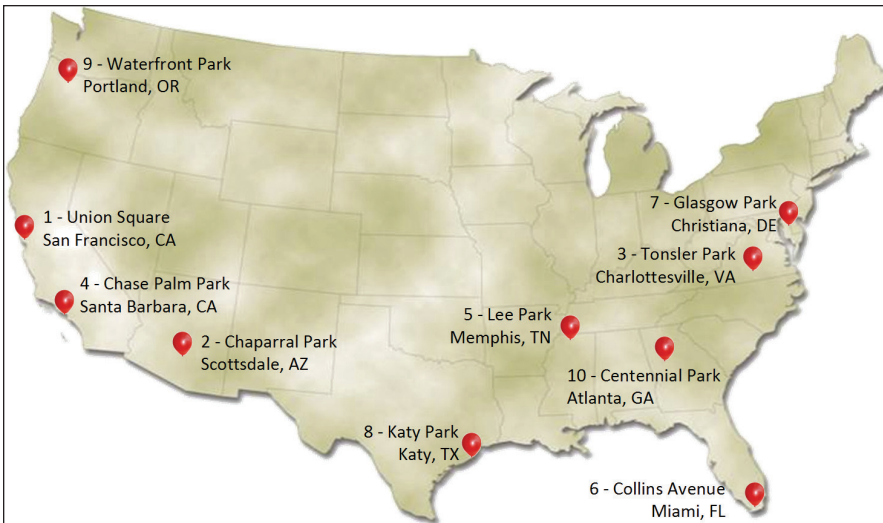 9 - Waterfront Park
Portland, OR
1 - Union Square
San Francisco, CA
7 - Glasgow Park
Christiana, DE
3 - Tonsler Park
Charlottesville, VA
4 - Chase Palm Park
Santa Barbara, CA
5 - Lee Park
Memphis, TN
2 - Chaparral Park
Scottsdale, AZ
10 - Centennial Park
Atlanta, GA
8 - Katy Park
Katy, TX
6 - Collins Avenue
Miami, FL